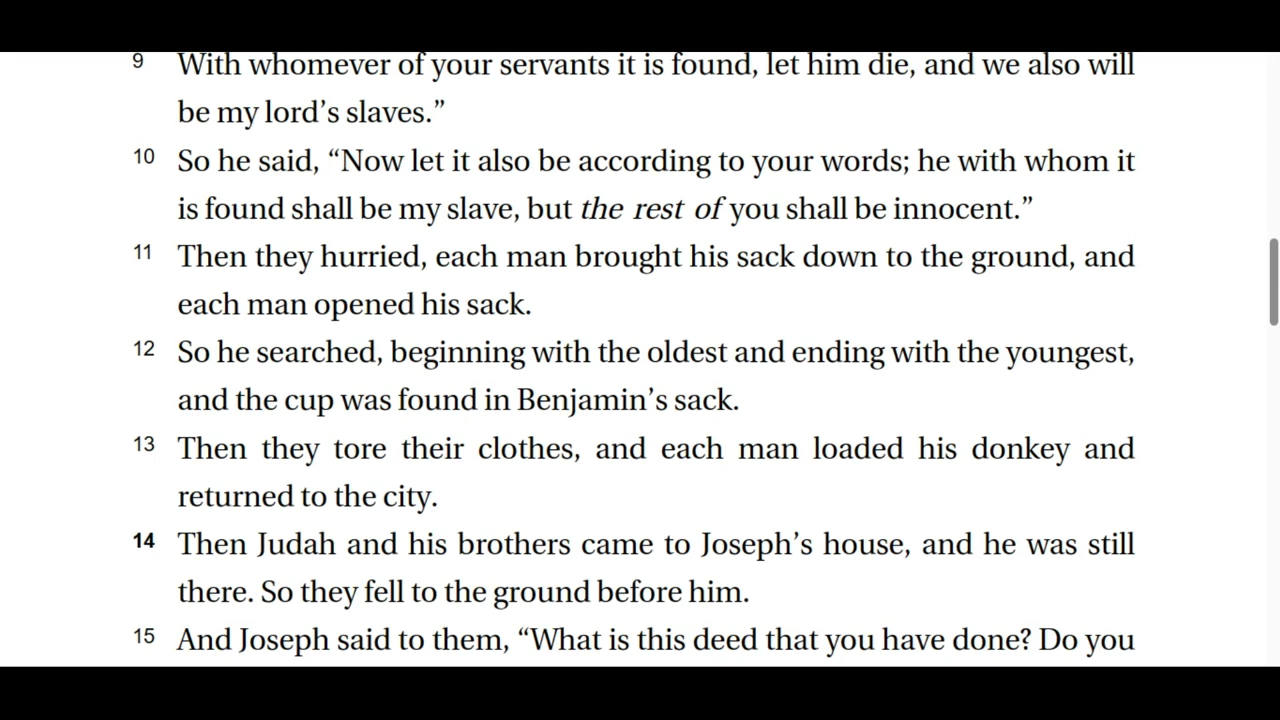 9 With whomever of your servants it is found, let him die, and we also will
be my lord’s slaves.”
10 So he said, “Now let it also be according to your words; he with whom it
is found shall be my slave, but the rest of you shall be innocent.”
11 Then they hurried, each man brought his sack down to the ground, and
each man opened his sack.
12 So he searched, beginning with the oldest and ending with the youngest,
and the cup was found in Benjamin’s sack.
13 Then they tore their clothes, and each man loaded his donkey and
returned to the city.
14 Then Judah and his brothers came to Joseph’s house, and he was still
there. So they fell to the ground before him.
15 And Joseph said to them, “What is this deed that you have done? Do you